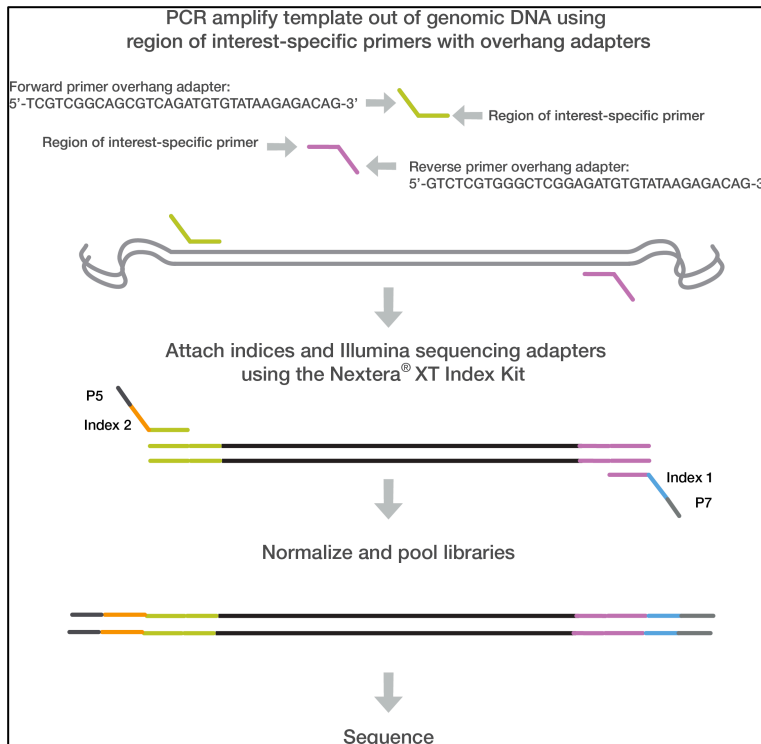 PCR amplify template out of genomic DNA using
region of interest-specific primers with overhang adapters
Forward primer overhang adapter:
5’-TCGTCGGCAGCGTCAGATGTGTATAAGAGACAG-3’
Region of interest-specific primer
Region of interest-specific primer
Reverse primer overhang adapter:
5’-GTCTCGTGGGCTCGGAGATGTGTATAAGAGACAG-3
Attach indices and Illumina sequencing adapters
using the Nextera® XT Index Kit
P5
Index 2
Index 1
P7
Normalize and pool libraries
Sequence